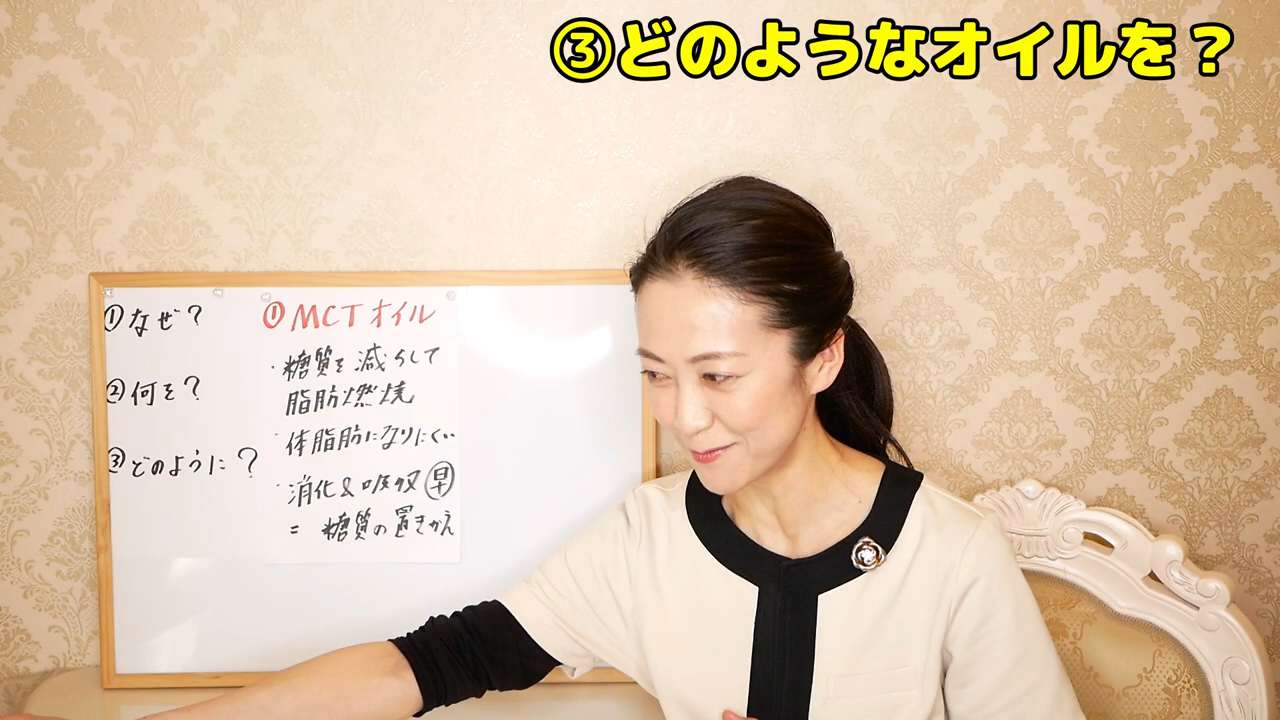 ③どのようなオイルを？
①なぜ？
②何を？
③どのように？
①MCTオイル
・糖質を減らして
脂肪燃焼
・体脂肪になりにくい
・消化&吸収早
= 糖質の置きかえ